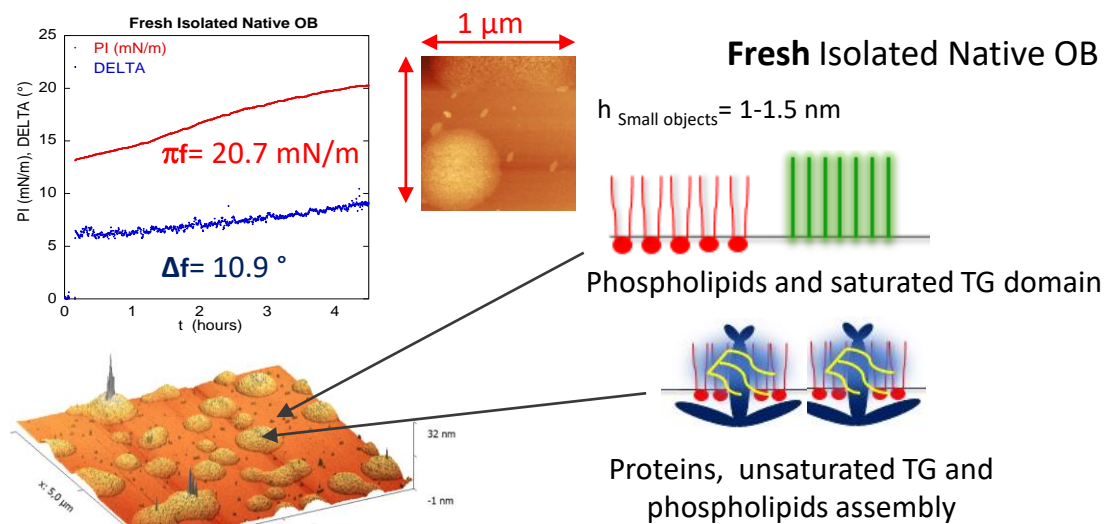 Fresh Isolated Native OB
25
20
15
10
5
0
PI (mN/m), DELTA (°)
PI (mN/m)
DELTA
πf= 20.7 mN/m
Δf= 10.9 °
0 1 2 3 4
t (hours)
1 µm
Fresh Isolated Native OB
h Small objects= 1-1.5 nm
Phospholipids and saturated TG domain
32 nm
-1 nm
x: 5,0 µm
Proteins, unsaturated TG and
phospholipids assembly